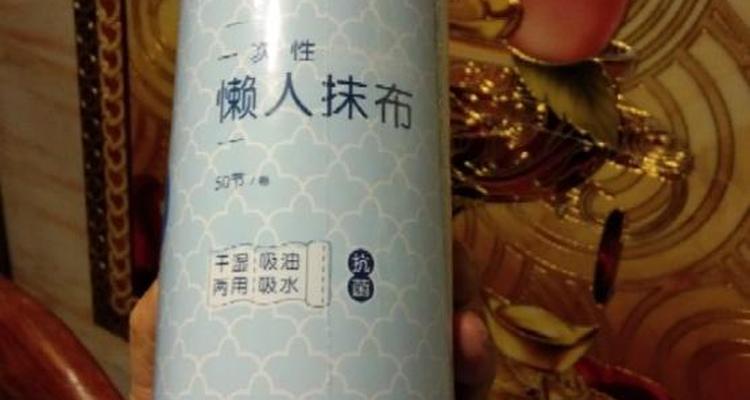 一次性
懒人抹布
50节/卷
干湿 吸油 抗
两用 吸水 菌